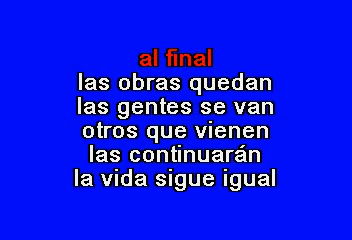 al final
las obras quedan
las gentes se van
otros que vienen
las continuarán
la vida sigue igual